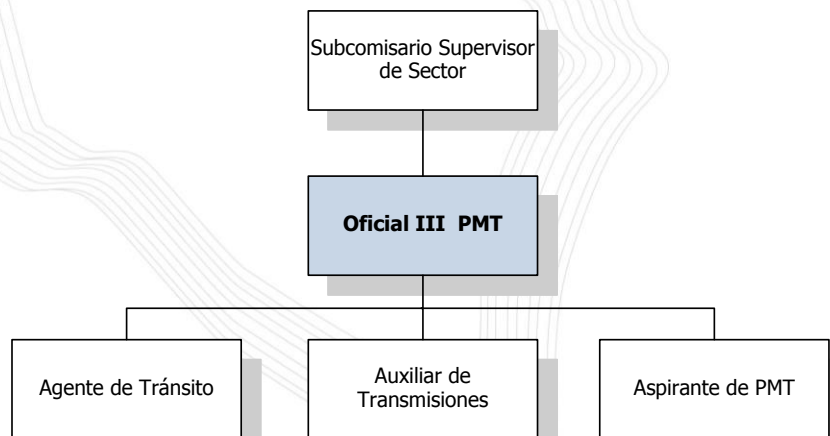 Subcomisario Supervisor
de Sector
Oficial III PMT
Agente de Tránsito
Auxiliar de
Transmisiones
Aspirante de PMT